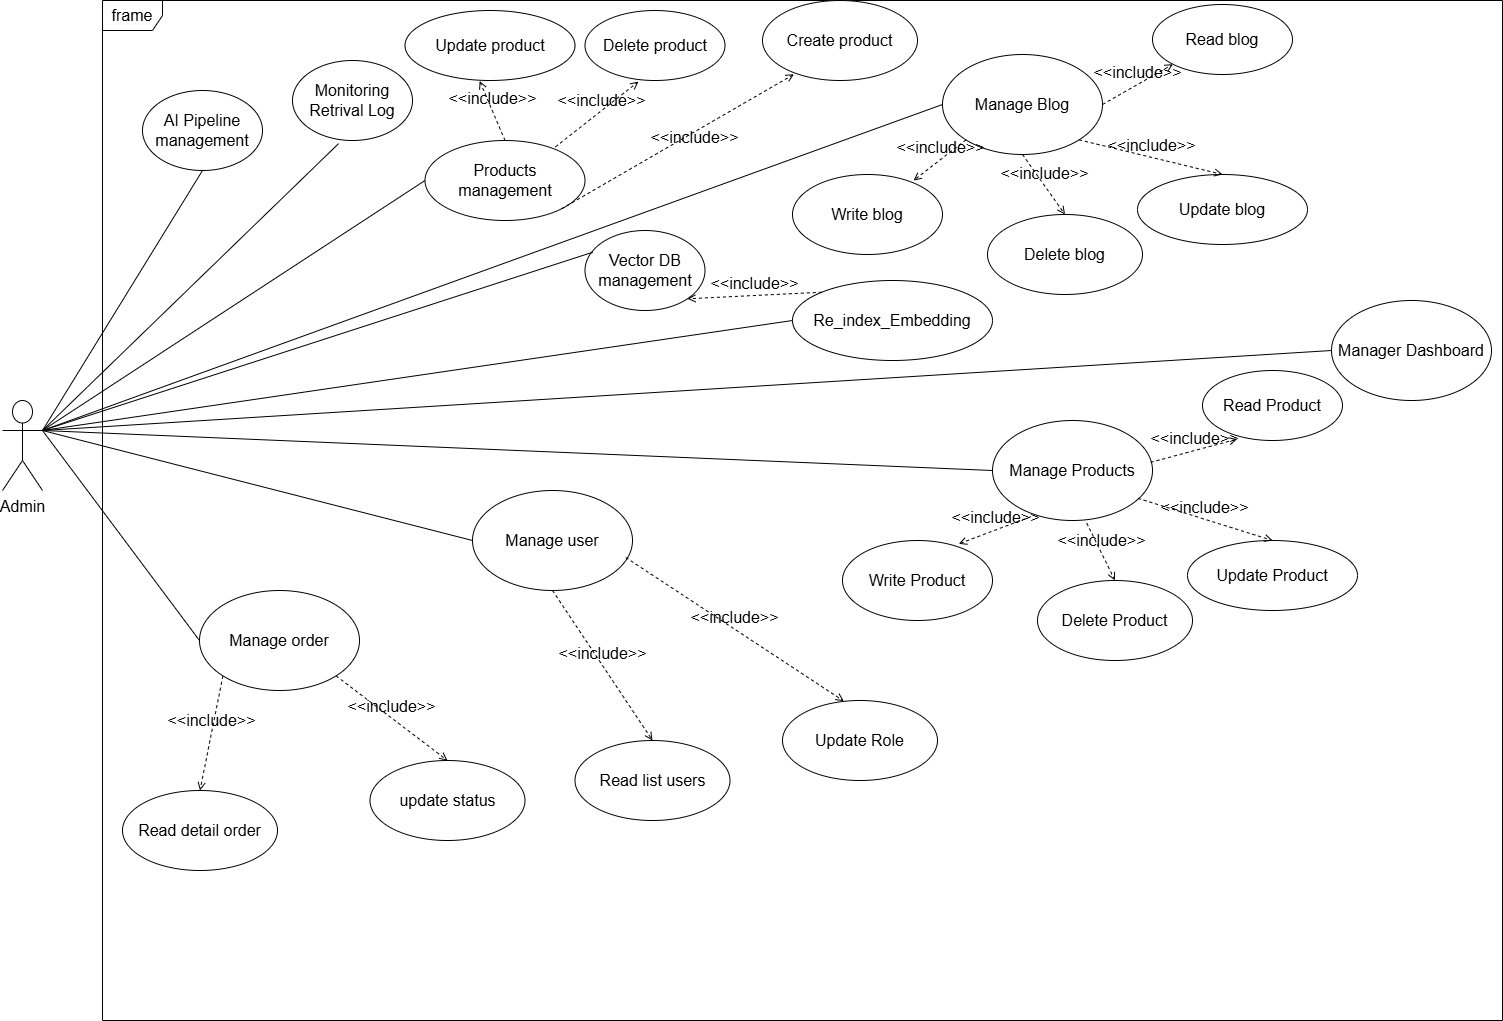 frame
Update product
Delete product
Create product
Read blog
Monitoring
Retrival Log
<<include>>
<<include>>
<<include>>
Manage Blog
AI Pipeline
management
<<include>>
<<include>>
<<include>>
<<include>>
Products
management
Write blog
Update blog
Delete blog
Vector DB
management
<<include>>
Re_index_Embedding
Manager Dashboard
Read Product
<<include>>
Manage Products
Admin
<<include>>
<<include>>
<<include>>
Manage user
Write Product
Update Product
Delete Product
Manage order
<<include>>
<<include>>
<<include>>
<<include>>
Update Role
Read list users
update status
Read detail order